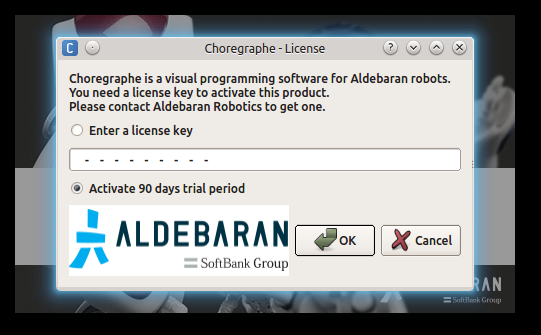 Choregraphe - License
Choregraphe is a visual programming software for Aldebaran robots.
You need a license key to activate this product.
Please contact Aldebaran Robotics to get one.
Enter a license key
- - - - - - - - -
Activate 90 days trial period
ALDEBARAN
SoftBank Group
OK
Cancel
RAN
SoftBank Group